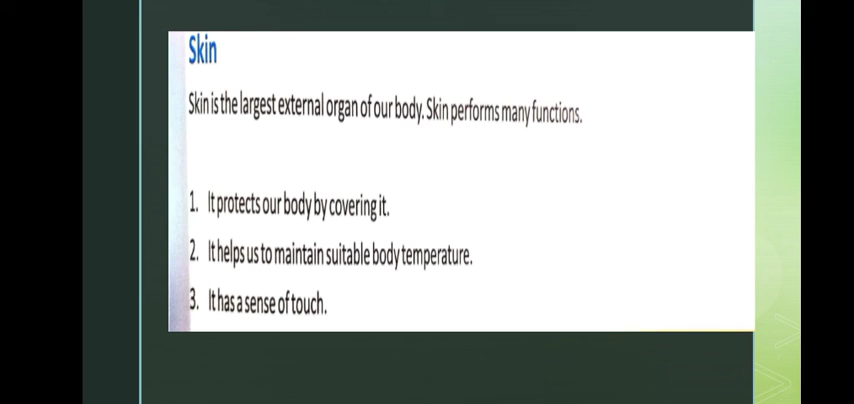 Skin
Skin is the largest external organ of our body. Skin performs many functions.
1. It protects our body by covering it.
2. It helps us to maintain suitable body temperature.
3. It has a sense of touch.